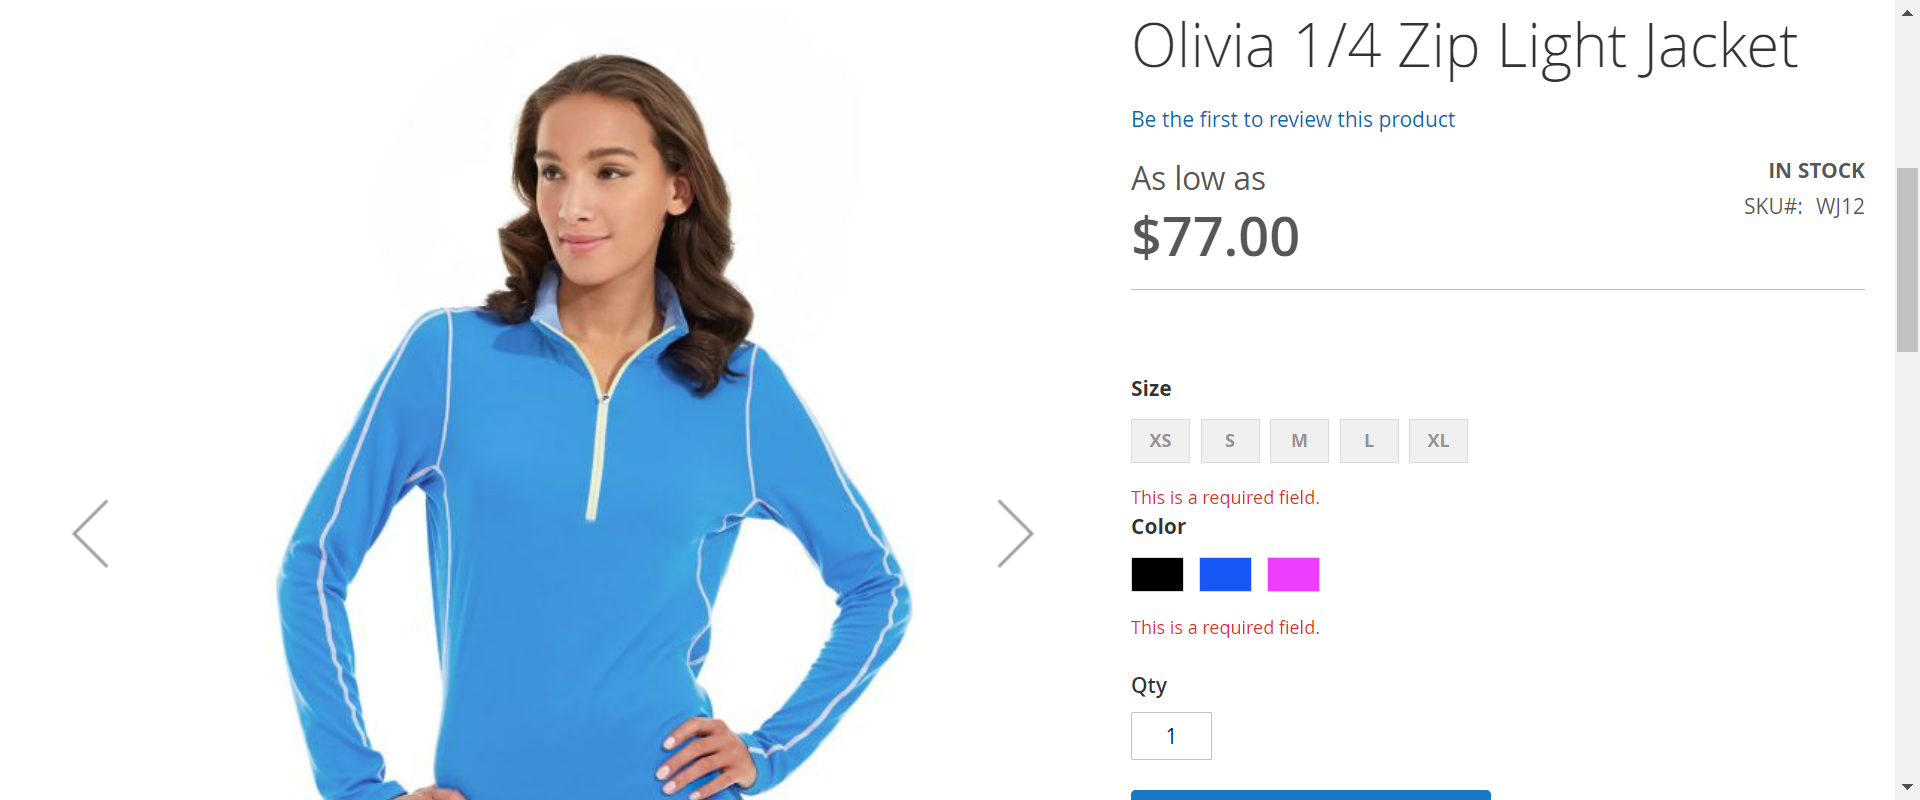 Olivia 1/4 Zip Light Jacket
Be the first to review this product
As low as
$77.00
IN STOCK
SKU#: WJ12
Size
XS S M L XL
This is a required field.
Color
This is a required field.
Qty
1